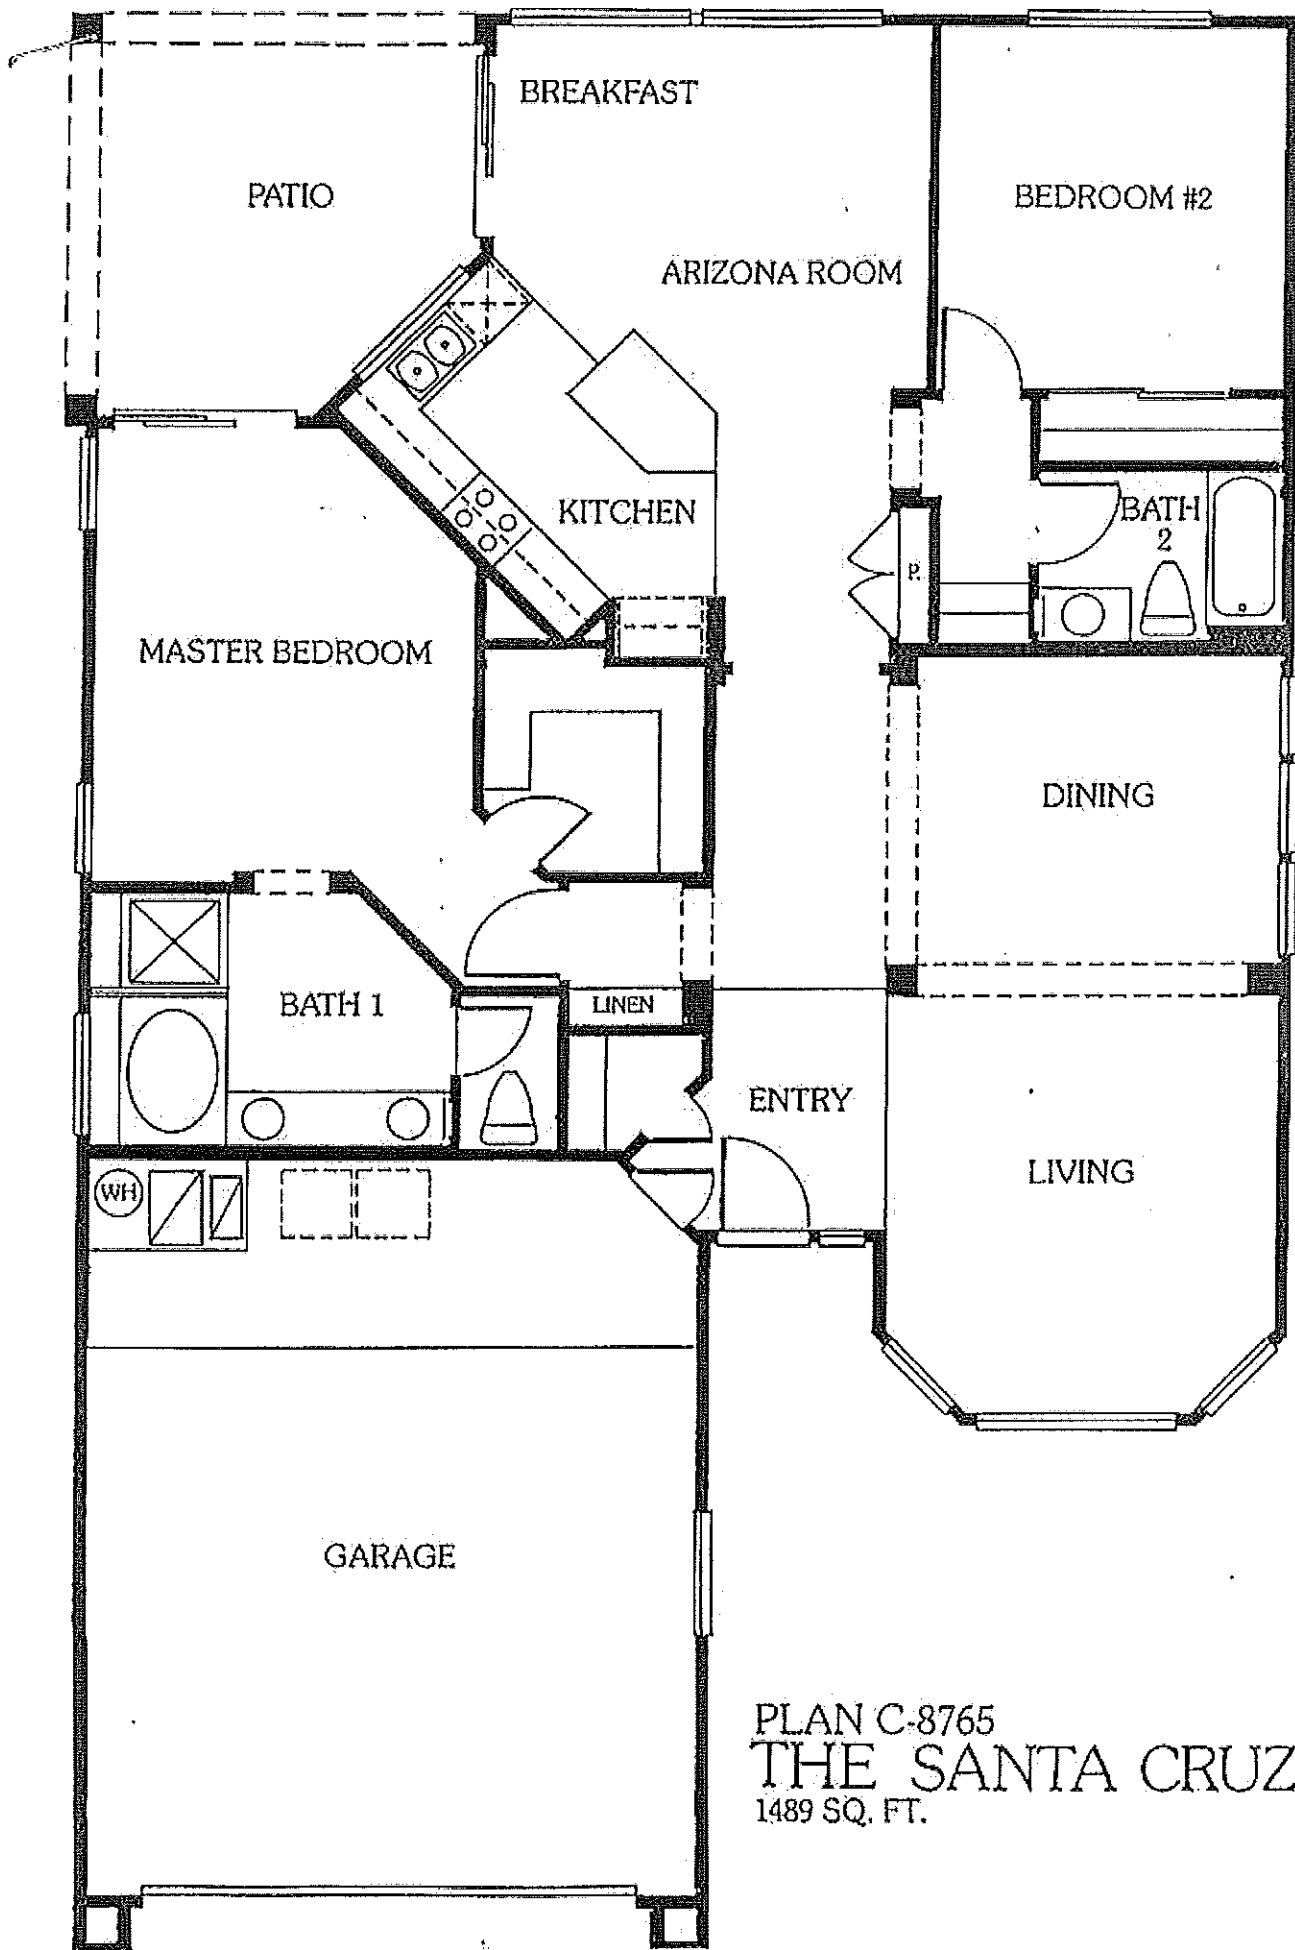 BREAKFAST
PATIO
BEDROOM #2
ARIZONA ROOM
KITCHEN
BATH
2
P.
MASTER BEDROOM
DINING
BATH 1
LINEN
ENTRY
LIVING
WH
GARAGE
PLAN C-8765
THE SANTA CRUZ
1489 SQ. FT.